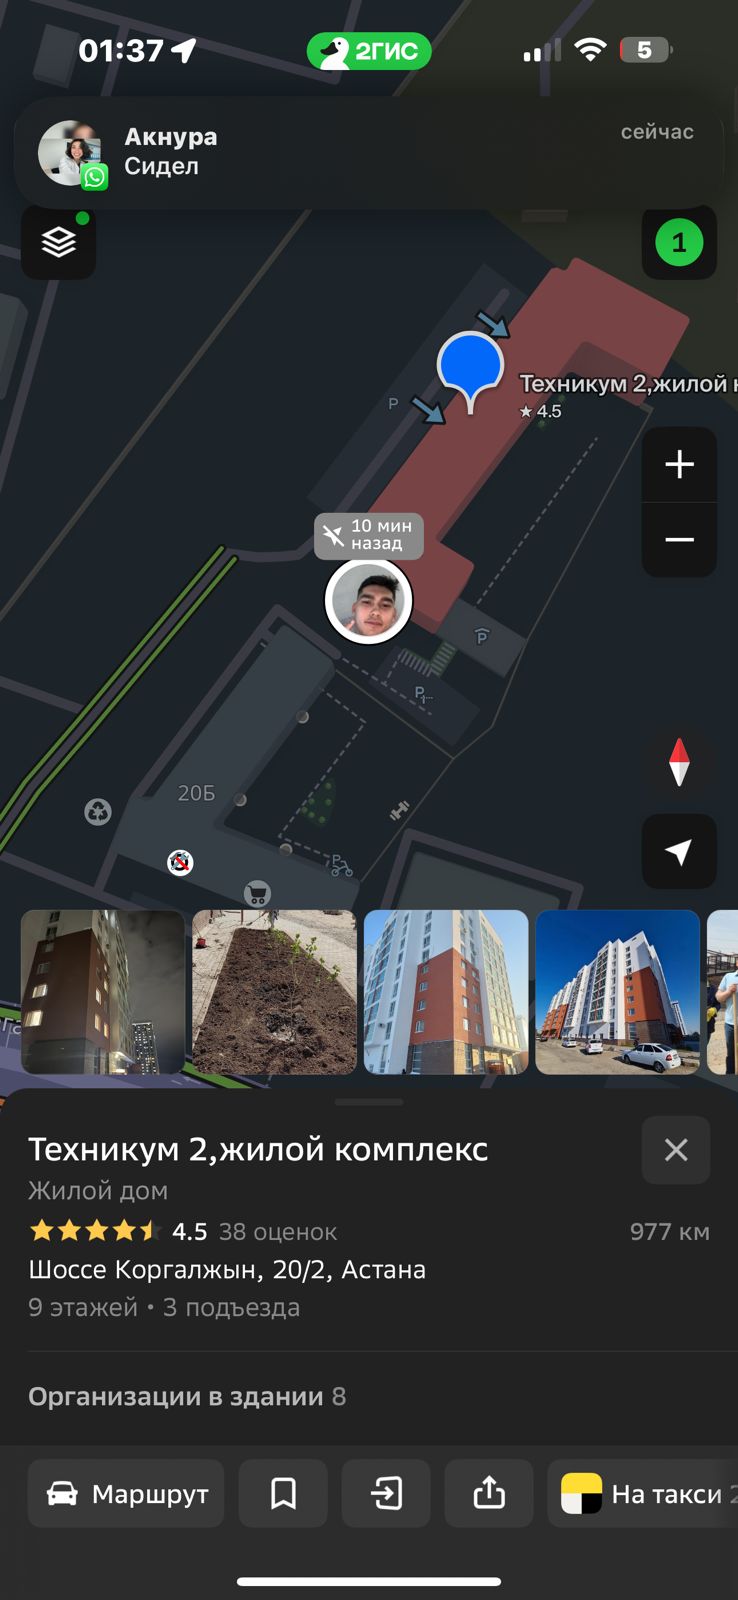 01:37
2ГИС
5
Акнура
сейчас
Сидел
1
Техникум 2,жилой
4.5
P
10 мин
назад
P
P
20Б
P
Техникум 2,жилой комплекс
Жилой дом
4.5 38 оценок
977 км
Шоссе Коргалжын, 20/2, Астана
9 этажей • 3 подъезда
Организации в здании 8
Маршрут
На такси